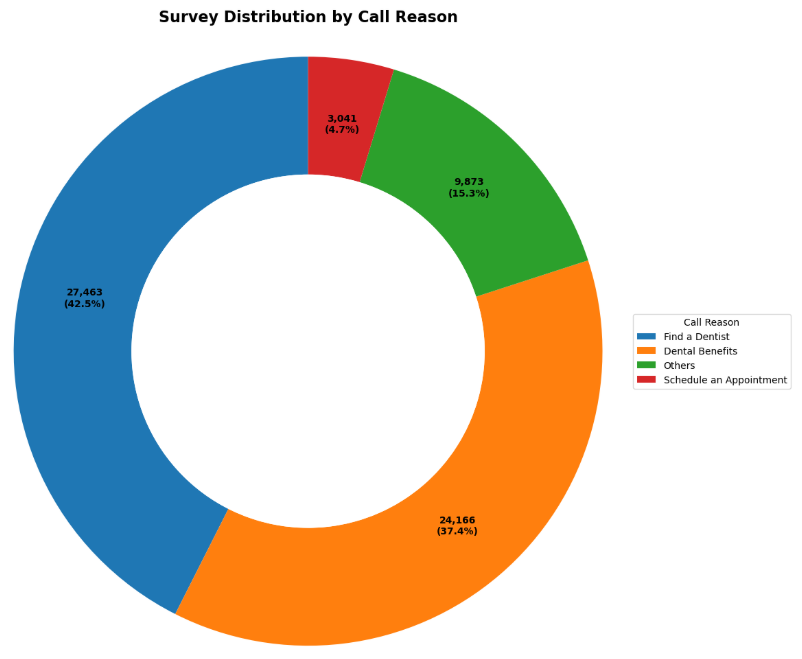 Survey Distribution by Call Reason
3,041
(4.7%)
9,873
(15.3%)
27,463
(42.5%)
24,166
(37.4%)
Call Reason
Find a Dentist
Dental Benefits
Others
Schedule an Appointment